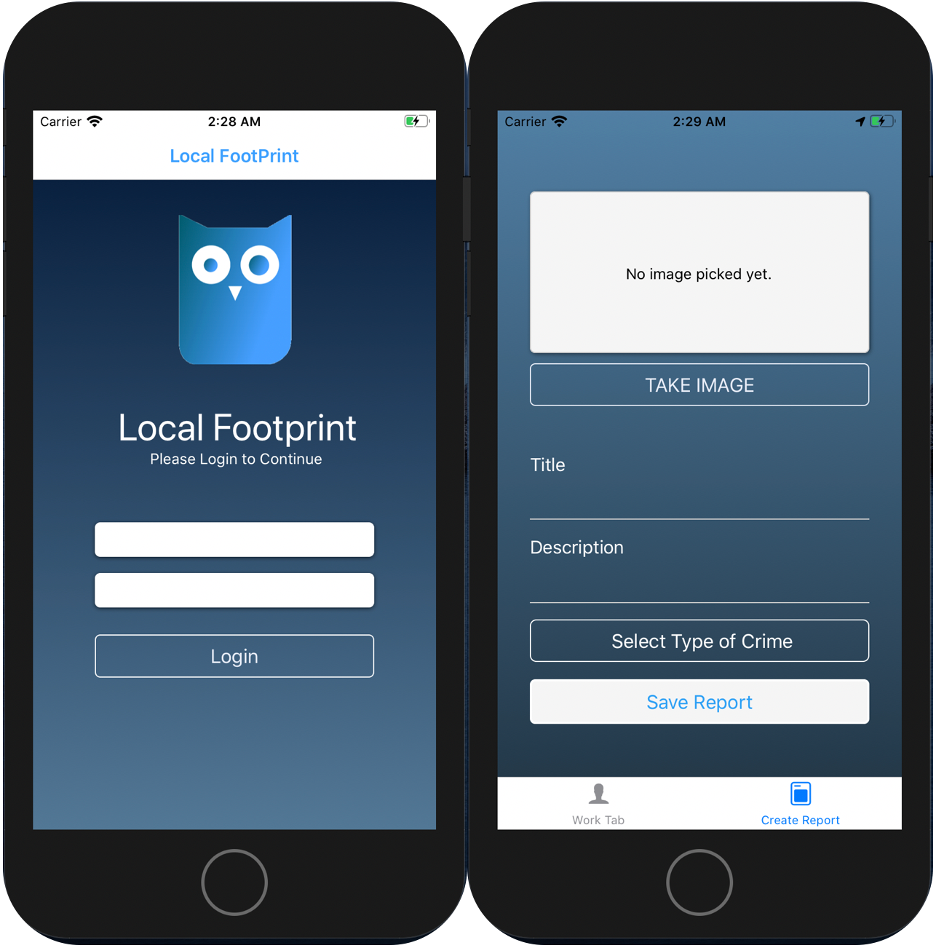 Carrier 2:28 AM
Local FootPrint
Local Footprint
Please Login to Continue
Login
Carrier 2:29 AM
No image picked yet.
TAKE IMAGE
Title
Description
Select Type of Crime
Save Report
Work Tab Create Report